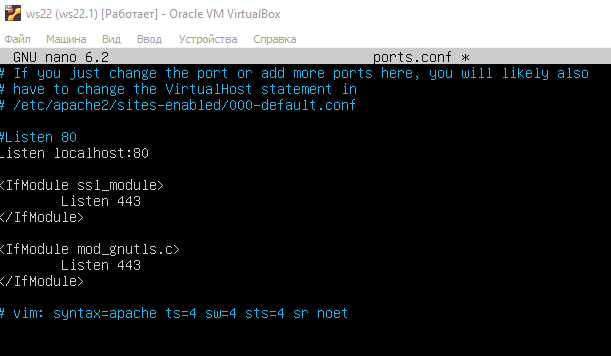 ws22 (ws22.1) [Работает] - Oracle VM VirtualBox
Файл Машина Вид Ввод Устройства Справка
GNU nano 6.2 ports.conf *
# If you just change the port or add more ports here, you will likely also
# have to change the VirtualHost statement in
# /etc/apache2/sites-enabled/000-default.conf
#Listen 80
Listen localhost:80
<IfModule ssl_module>
Listen 443
</IfModule>
<IfModule mod_gnutls.c>
Listen 443
</IfModule>
# vim: syntax=apache ts=4 sw=4 sts=4 sr noet